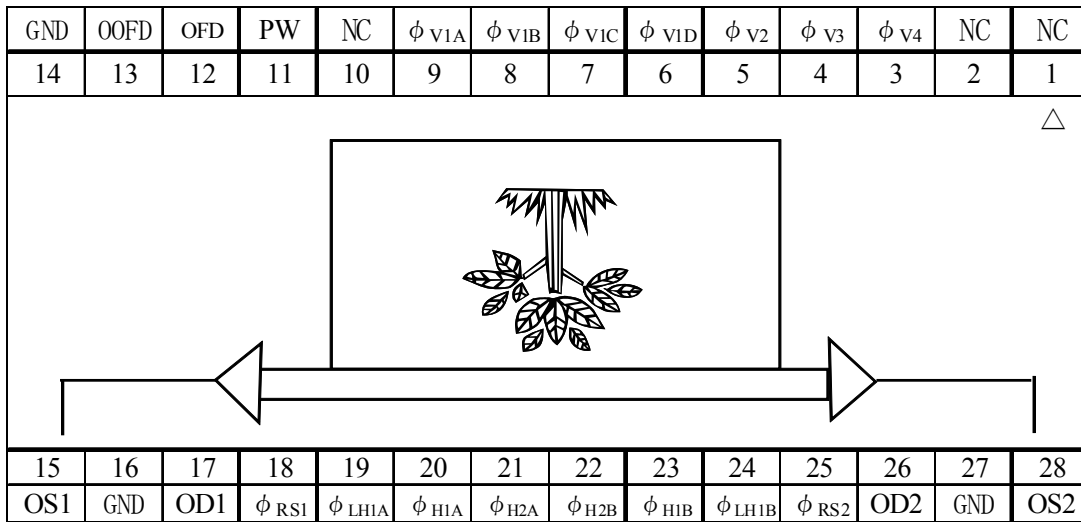 GND OOFD OFD PW NC ϕV1A ϕV1B ϕV1C ϕV1D ϕV2 ϕV3 ϕV4 NC NC
14 13 12 11 10 9 8 7 6 5 4 3 2 1
△
15 16 17 18 19 20 21 22 23 24 25 26 27 28
OS1 GND OD1 ϕRS1 ϕLH1A ϕH1A ϕH2A ϕH2B ϕH1B ϕLH1B ϕRS2 OD2 GND OS2